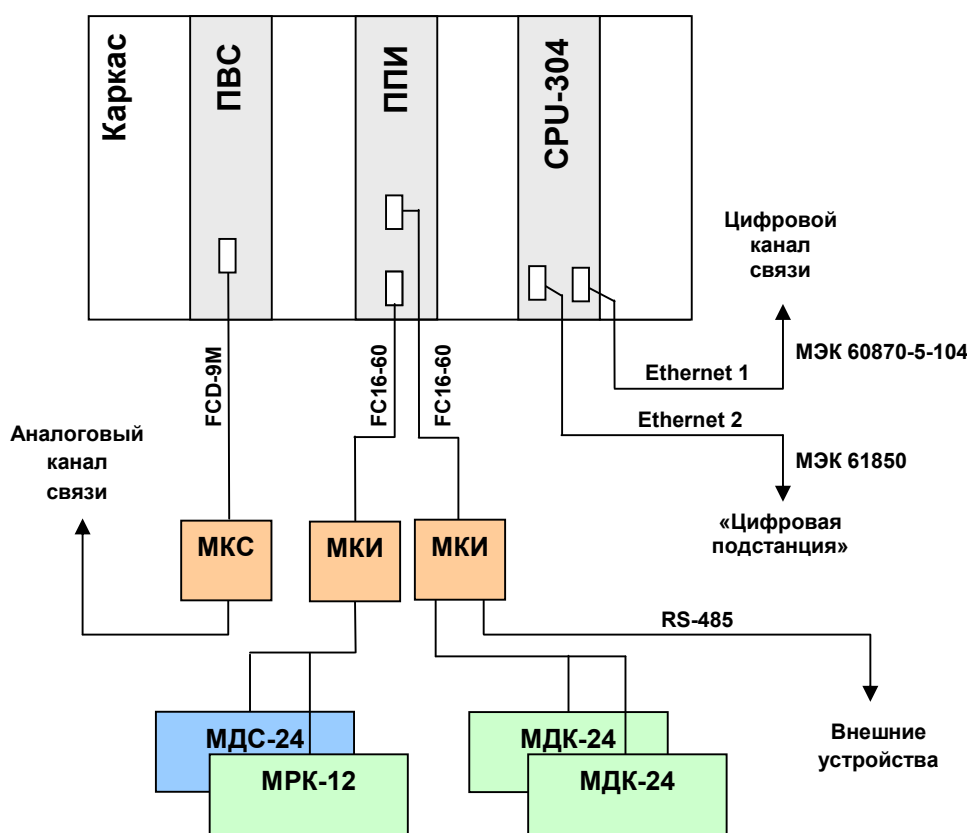 Каркас
ПВС
ППИ
CPU-304
Цифровой
канал
связи
МЭК 60870-5-104
Ethernet 1
FCD-9M
FC16-60
FC16-60
Ethernet 2
Аналоговый
канал
связи
МЭК 61850
«Цифровая
подстанция»
МКС
МКИ
МКИ
RS-485
МДС-24
МРК-12
МДК-24
МДК-24
Внешние
устройства